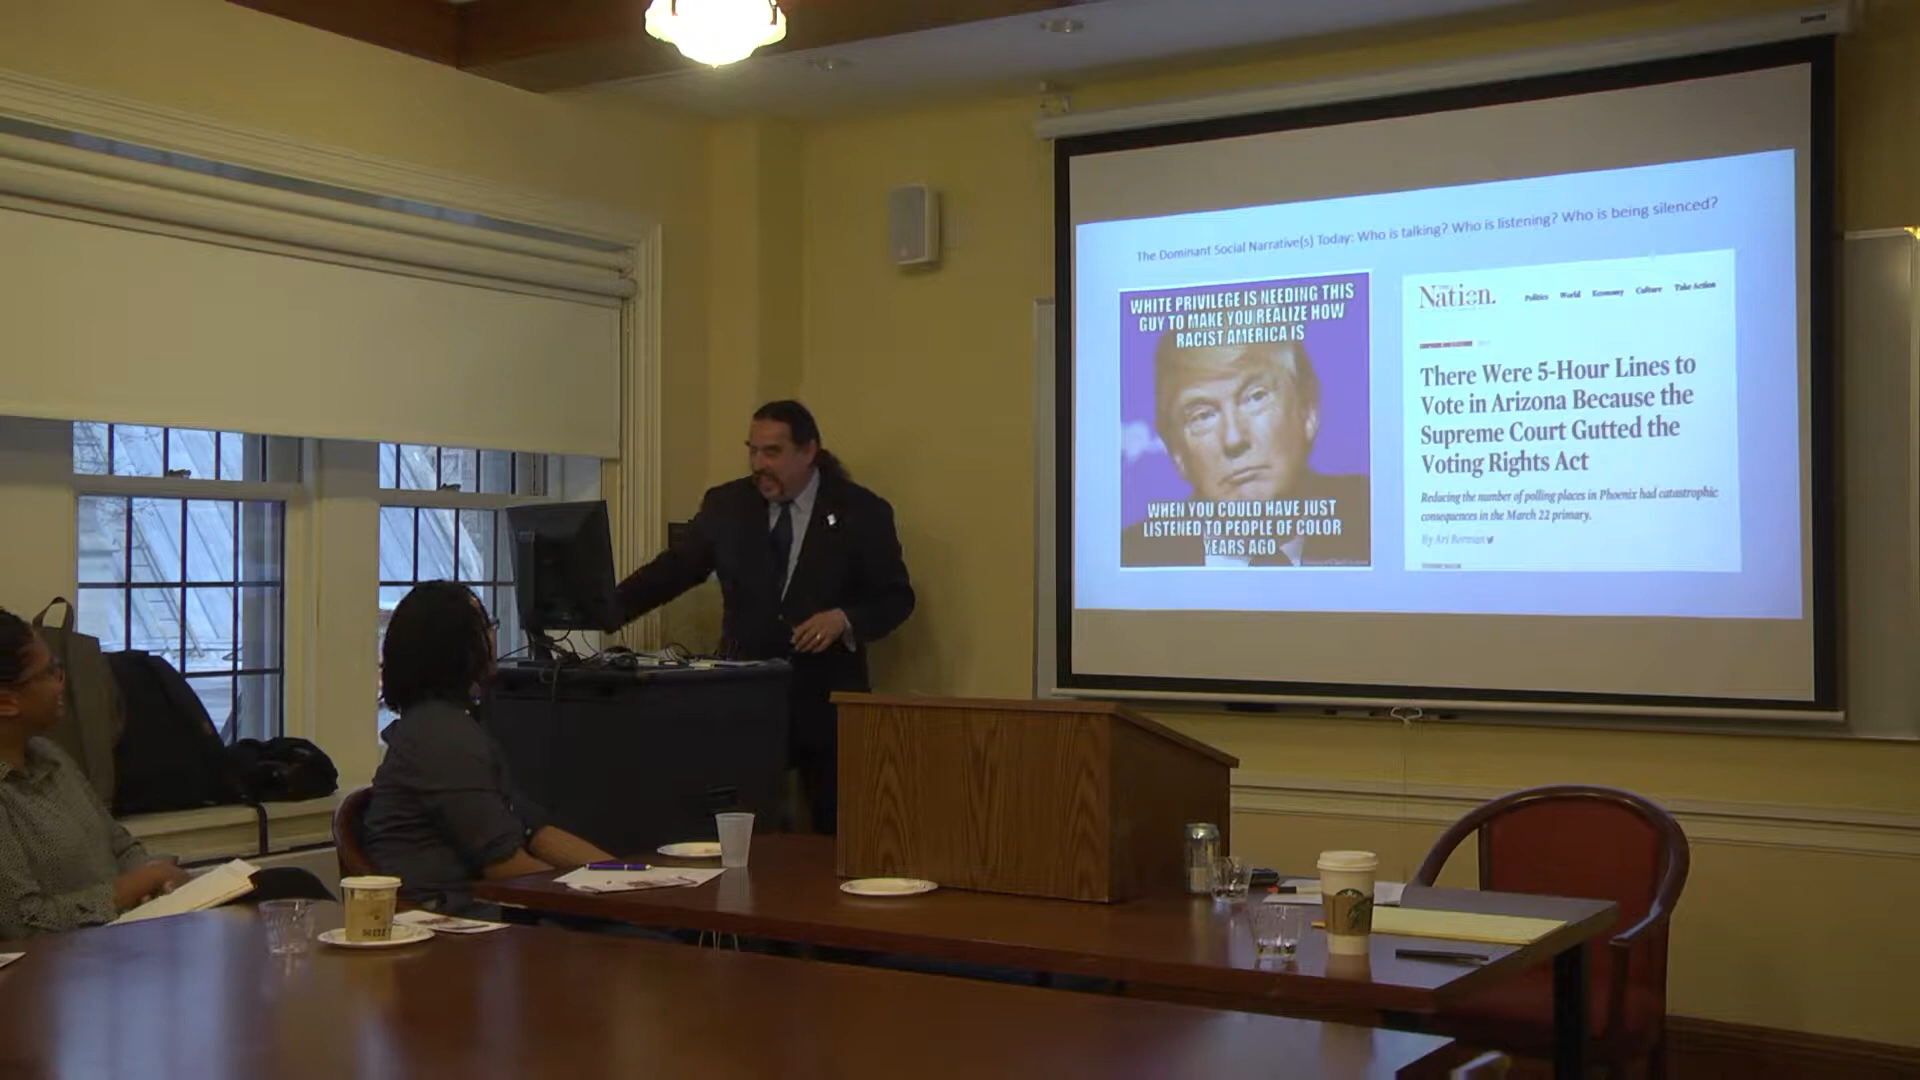 The Dominant Social Narrative(s) Today: Who is talking? Who is listening? Who is being silenced?
WHITE PRIVILEGE IS NEEDING THIS
GUY TO MAKE YOU REALIZE HOW
RACIST AMERICA IS
WHEN YOU COULD HAVE JUST
LISTENED TO PEOPLE OF COLOR
YEARS AGO
The Nation.
Politics World Economy Culture Take Action
There Were 5-Hour Lines to
Vote in Arizona Because the
Supreme Court Gutted the
Voting Rights Act
Reducing the number of polling places in Phoenix had catastrophic
consequences in the March 22 primary.
By Ari Berman